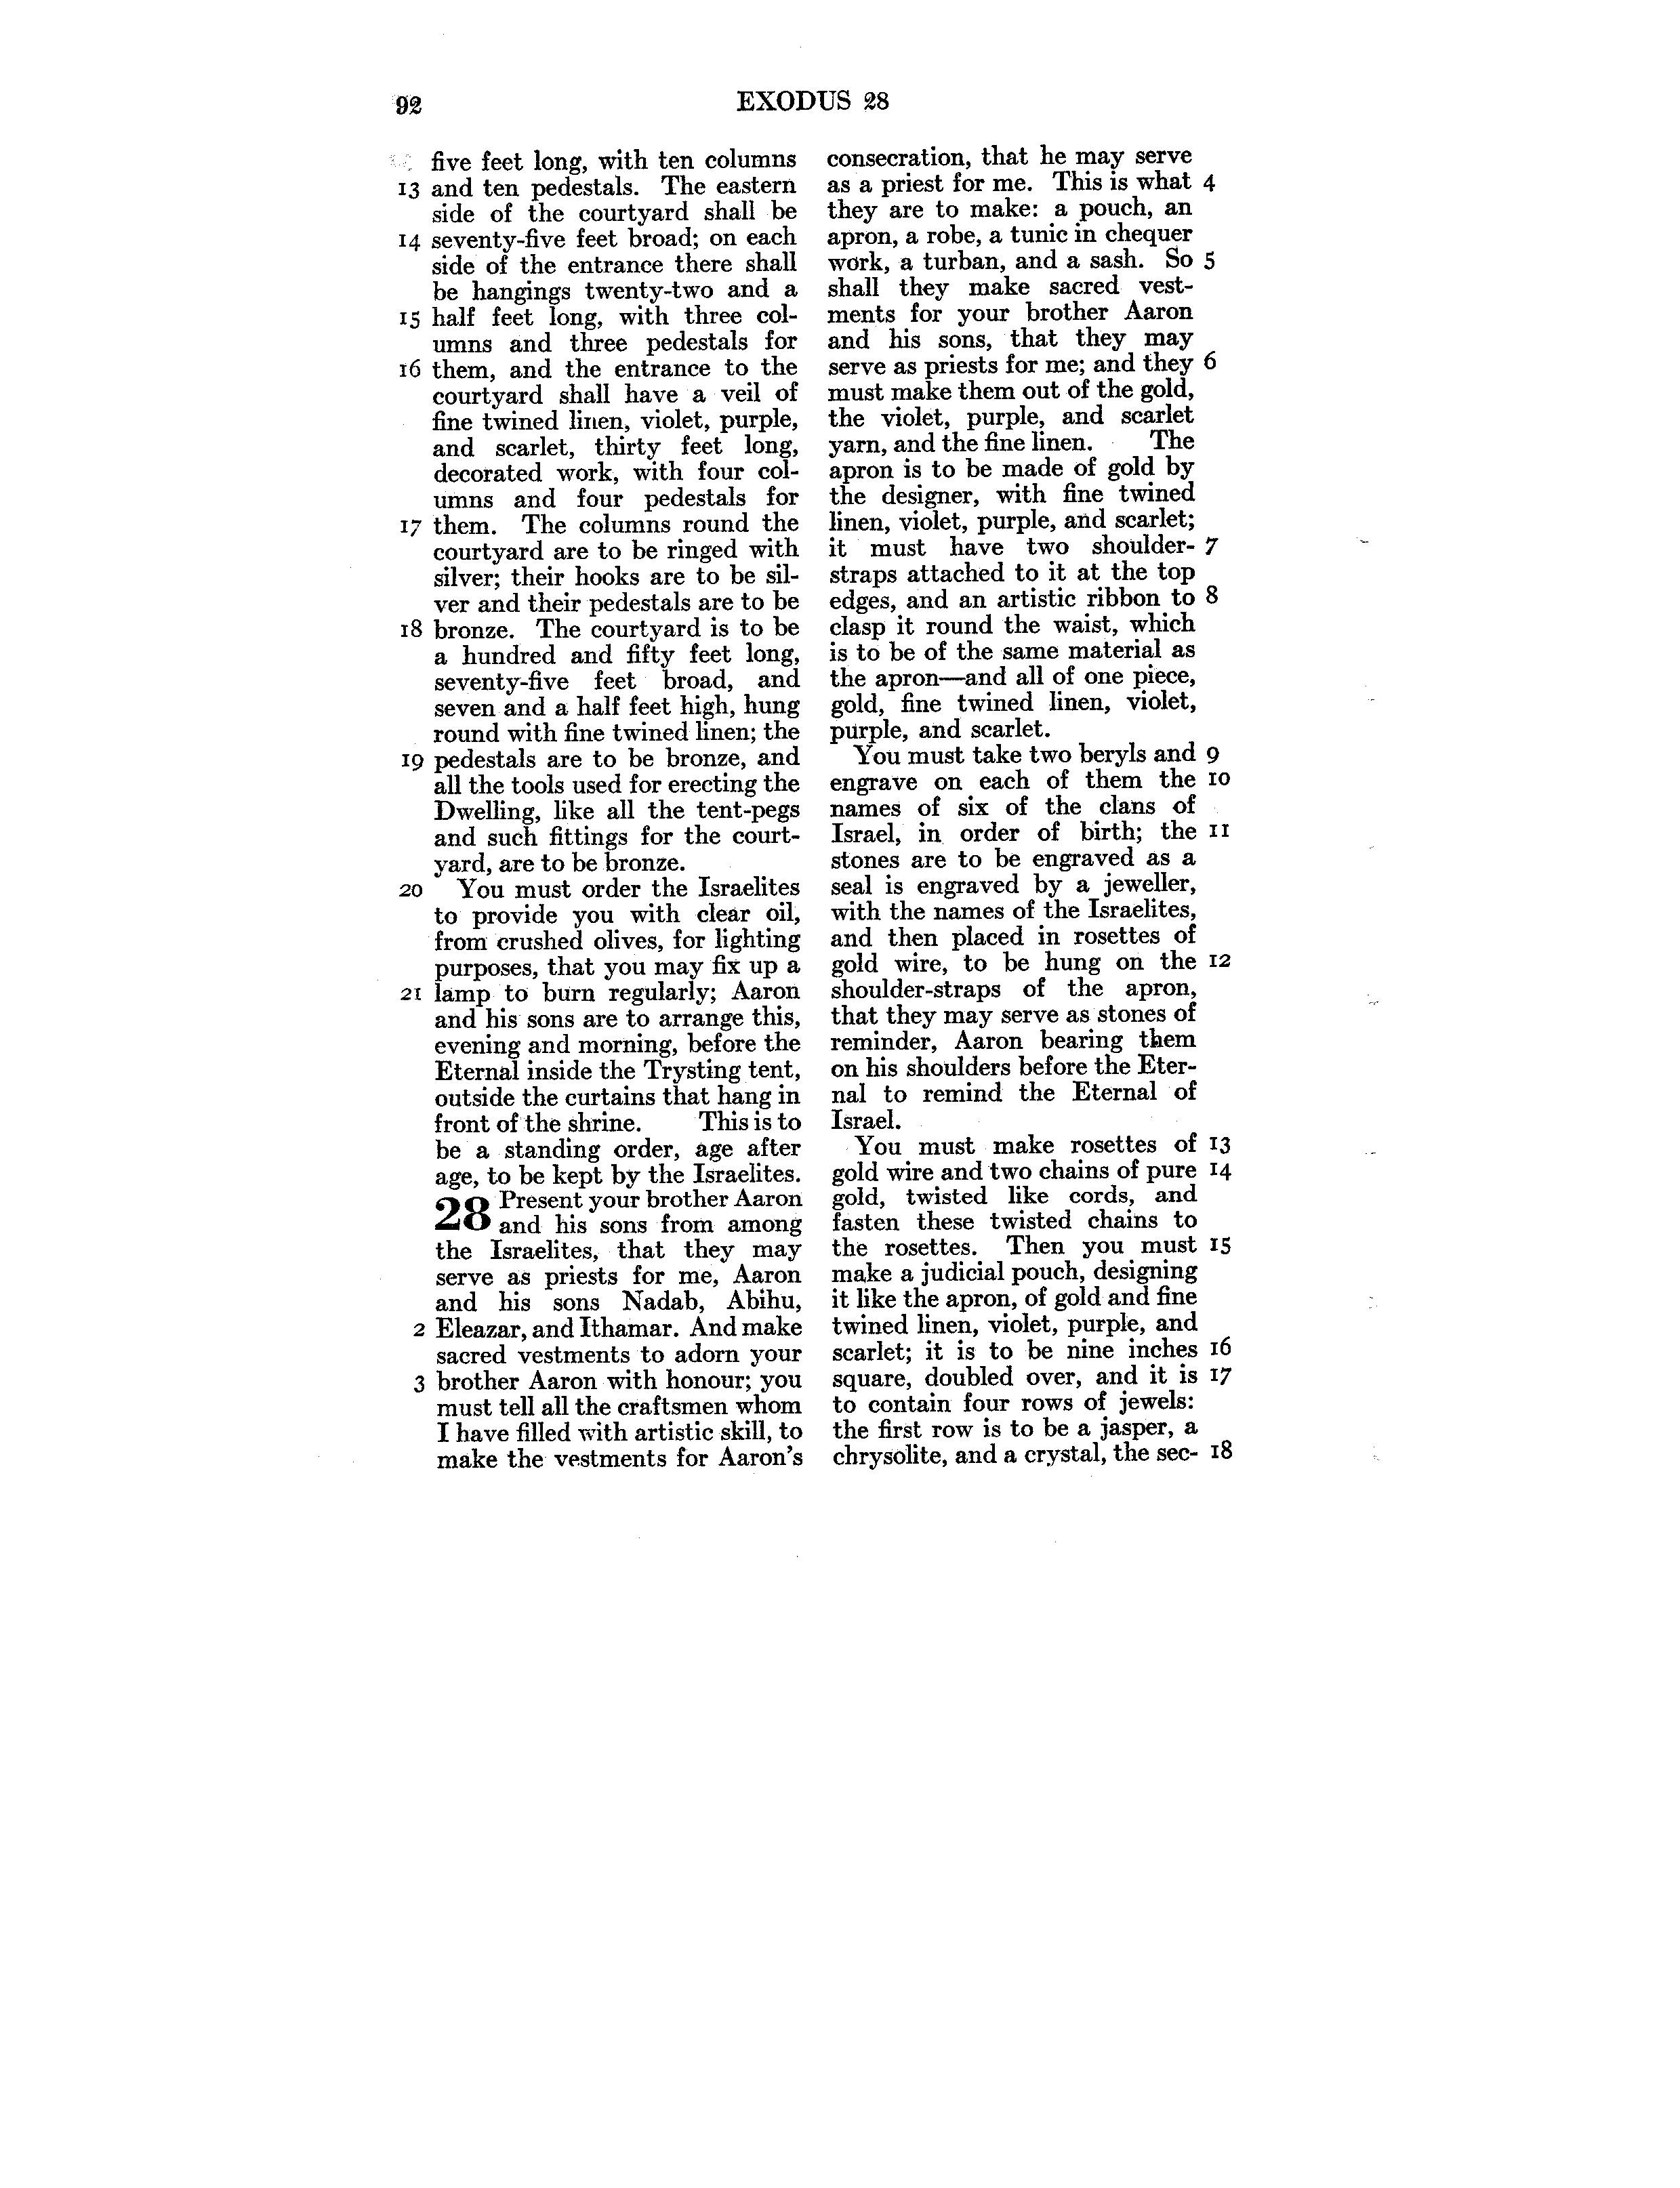 92 EXODUS 28
five feet long, with ten columns
13 and ten pedestals. The eastern
side of the courtyard shall be
14 seventy-five feet broad; on each
side of the entrance there shall
be hangings twenty-two and a
15 half feet long, with three col-
umns and three pedestals for
16 them, and the entrance to the
courtyard shall have a veil of
fine twined linen, violet, purple,
and scarlet, thirty feet long,
decorated work, with four col-
umns and four pedestals for
17 them. The columns round the
courtyard are to be ringed with
silver; their hooks are to be sil-
ver and their pedestals are to be
18 bronze. The courtyard is to be
a hundred and fifty feet long,
seventy-five feet broad, and
seven and a half feet high, hung
round with fine twined linen; the
19 pedestals are to be bronze, and
all the tools used for erecting the
Dwelling, like all the tent-pegs
and such fittings for the court-
yard, are to be bronze.
20 You must order the Israelites
to provide you with clear oil,
from crushed olives, for lighting
purposes, that you may fix up a
21 lamp to burn regularly; Aaron
and his sons are to arrange this,
evening and morning, before the
Eternal inside the Trysting tent,
outside the curtains that hang in
front of the shrine. This is to
be a standing order, age after
age, to be kept by the Israelites.
28 Present your brother Aaron
and his sons from among
the Israelites, that they may
serve as priests for me, Aaron
and his sons Nadab, Abihu,
2 Eleazar, and Ithamar. And make
sacred vestments to adorn your
3 brother Aaron with honour; you
must tell all the craftsmen whom
I have filled with artistic skill, to
make the vestments for Aaron's
consecration, that he may serve
as a priest for me. This is what 4
they are to make: a pouch, an
apron, a robe, a tunic in chequer
work, a turban, and a sash. So 5
shall they make sacred vest-
ments for your brother Aaron
and his sons, that they may
serve as priests for me; and they 6
must make them out of the gold,
the violet, purple, and scarlet
yarn, and the fine linen. The
apron is to be made of gold by
the designer, with fine twined
linen, violet, purple, and scarlet;
it must have two shoulder- 7
straps attached to it at the top
edges, and an artistic ribbon to 8
clasp it round the waist, which
is to be of the same material as
the apron—and all of one piece,
gold, fine twined linen, violet,
purple, and scarlet.
You must take two beryls and 9
engrave on each of them the 10
names of six of the clans of
Israel, in order of birth; the 11
stones are to be engraved as a
seal is engraved by a jeweller,
with the names of the Israelites,
and then placed in rosettes of
gold wire, to be hung on the 12
shoulder-straps of the apron,
that they may serve as stones of
reminder, Aaron bearing them
on his shoulders before the Eter-
nal to remind the Eternal of
Israel.
You must make rosettes of 13
gold wire and two chains of pure 14
gold, twisted like cords, and
fasten these twisted chains to
the rosettes. Then you must 15
make a judicial pouch, designing
it like the apron, of gold and fine
twined linen, violet, purple, and
scarlet; it is to be nine inches 16
square, doubled over, and it is 17
to contain four rows of jewels:
the first row is to be a jasper, a
chrysolite, and a crystal, the sec- 18